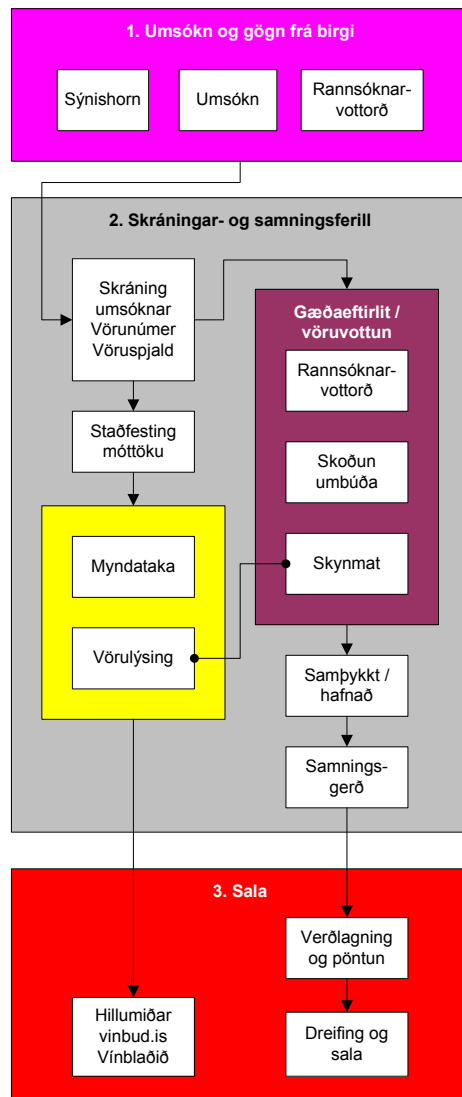 1. Umsókn og gögn frá birgi
Sýnishorn
Umsókn
Rannsóknar-
vottorð
2. Skráningar- og samningsferill
Skráning
umsóknar
Vörunúmer
Vöruspjald
Staðfesting
móttöku
Myndataka
Vörulýsing
Gæðaeftirlit /
vöruvottun
Rannsóknar-
vottorð
Skoðun
umbúða
Skynmat
Samþykkt /
hafnað
Samnings-
gerð
3. Sala
Verðlagning
og pöntun
Hillumiðar
vinbud.is
Vínblaðið
Dreifing og
sala